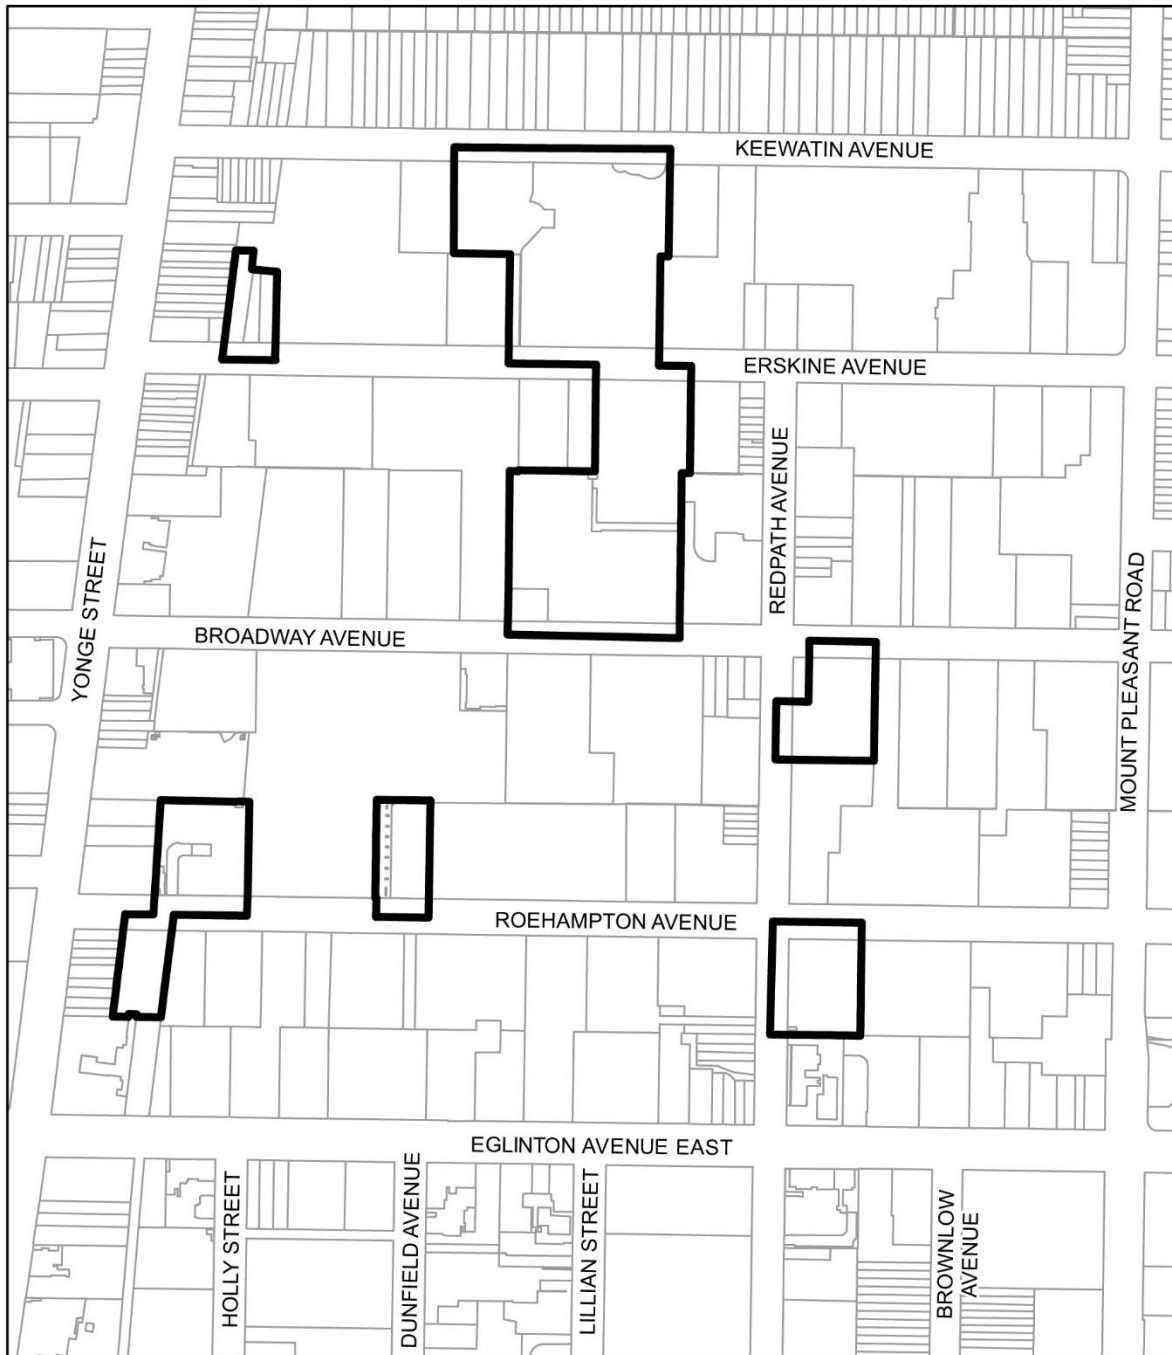 KEEWATIN AVENUE
ERSKINE AVENUE
REDPATH AVENUE
YONGE STREET
BROADWAY AVENUE
MOUNT PLEASANT ROAD
ROEHAMPTON AVENUE
EGLINTON AVENUE EAST
HOLLY STREET
DUNFIELD AVENUE
LILLIAN STREET
BROWNLOW
AVENUE